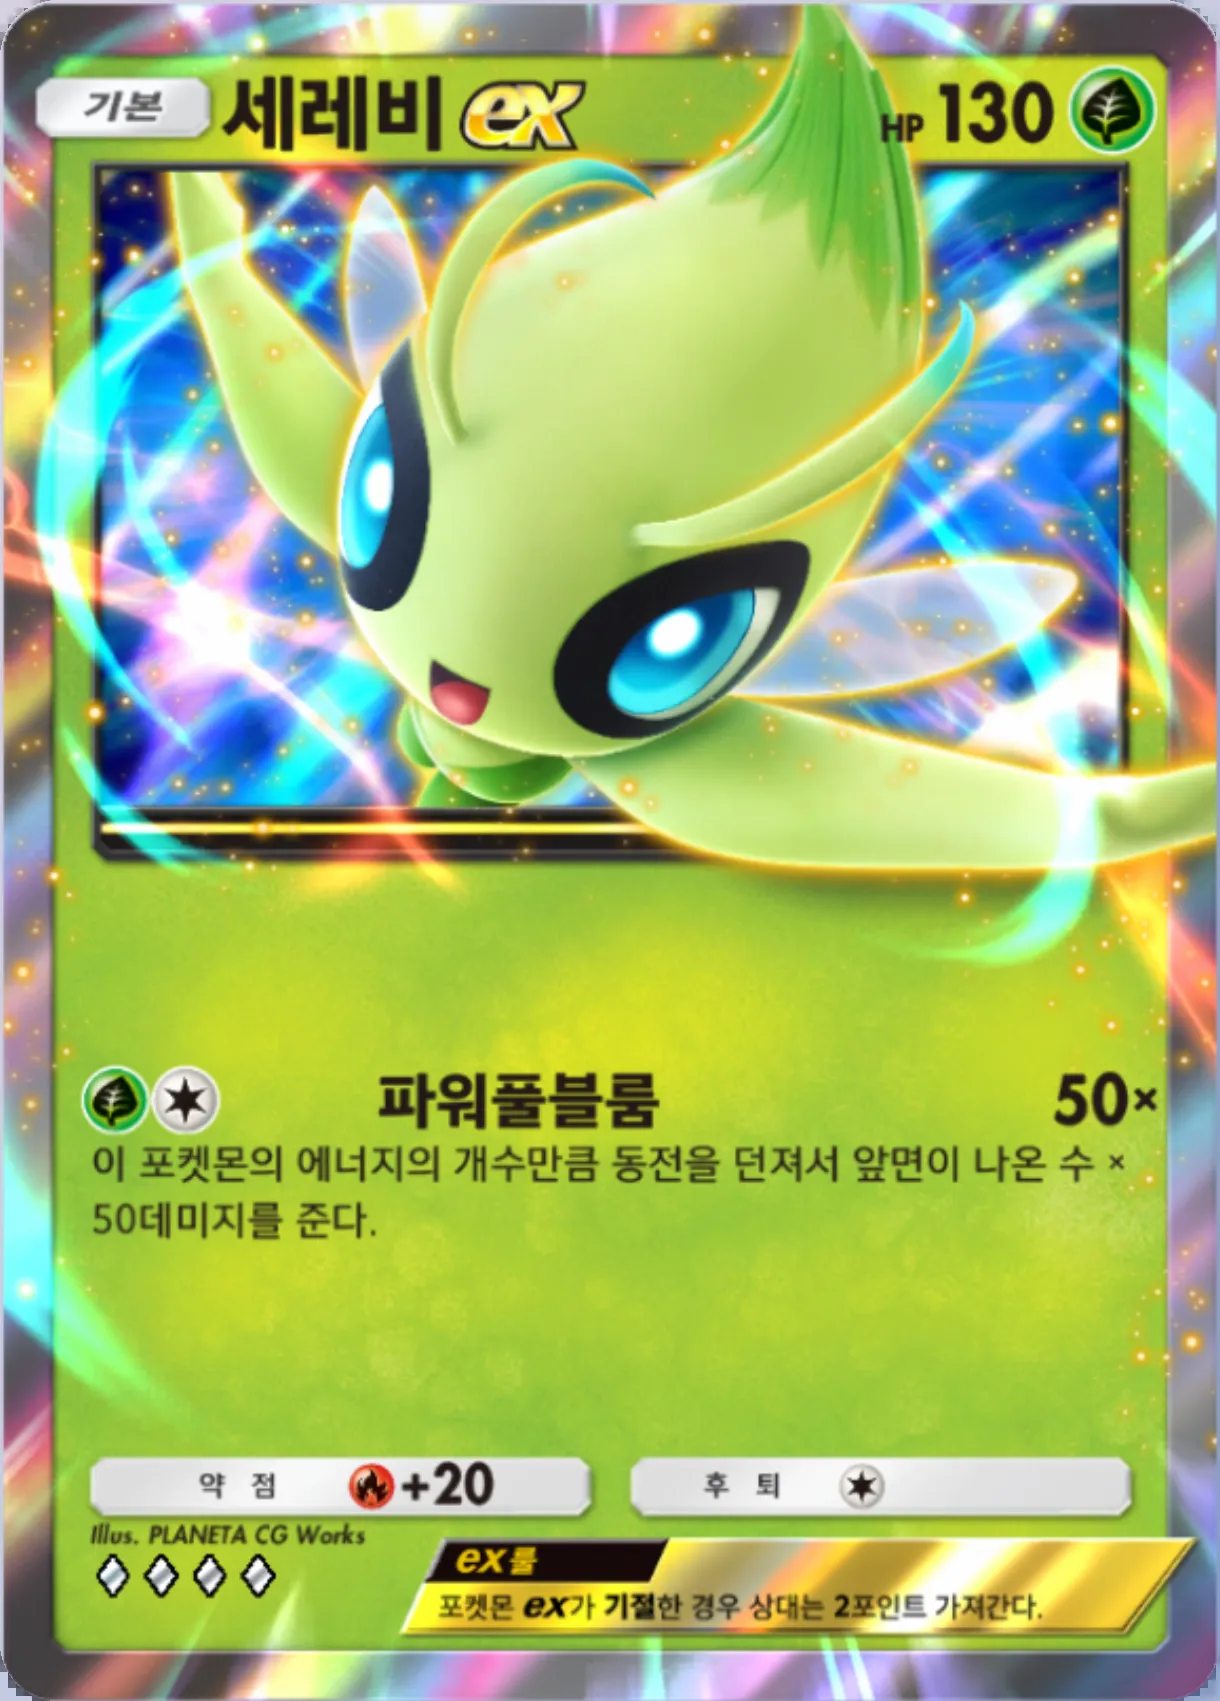 기본 세레비 ex HP 130
파워풀블룸 50×
이 포켓몬의 에너지의 개수만큼 동전을 던져서 앞면이 나온 수 ×
50데미지를 준다.
약점 +20 후퇴
Illus. PLANETA CG Works
ex룰
포켓몬 ex가 기절한 경우 상대는 2포인트 가져간다.